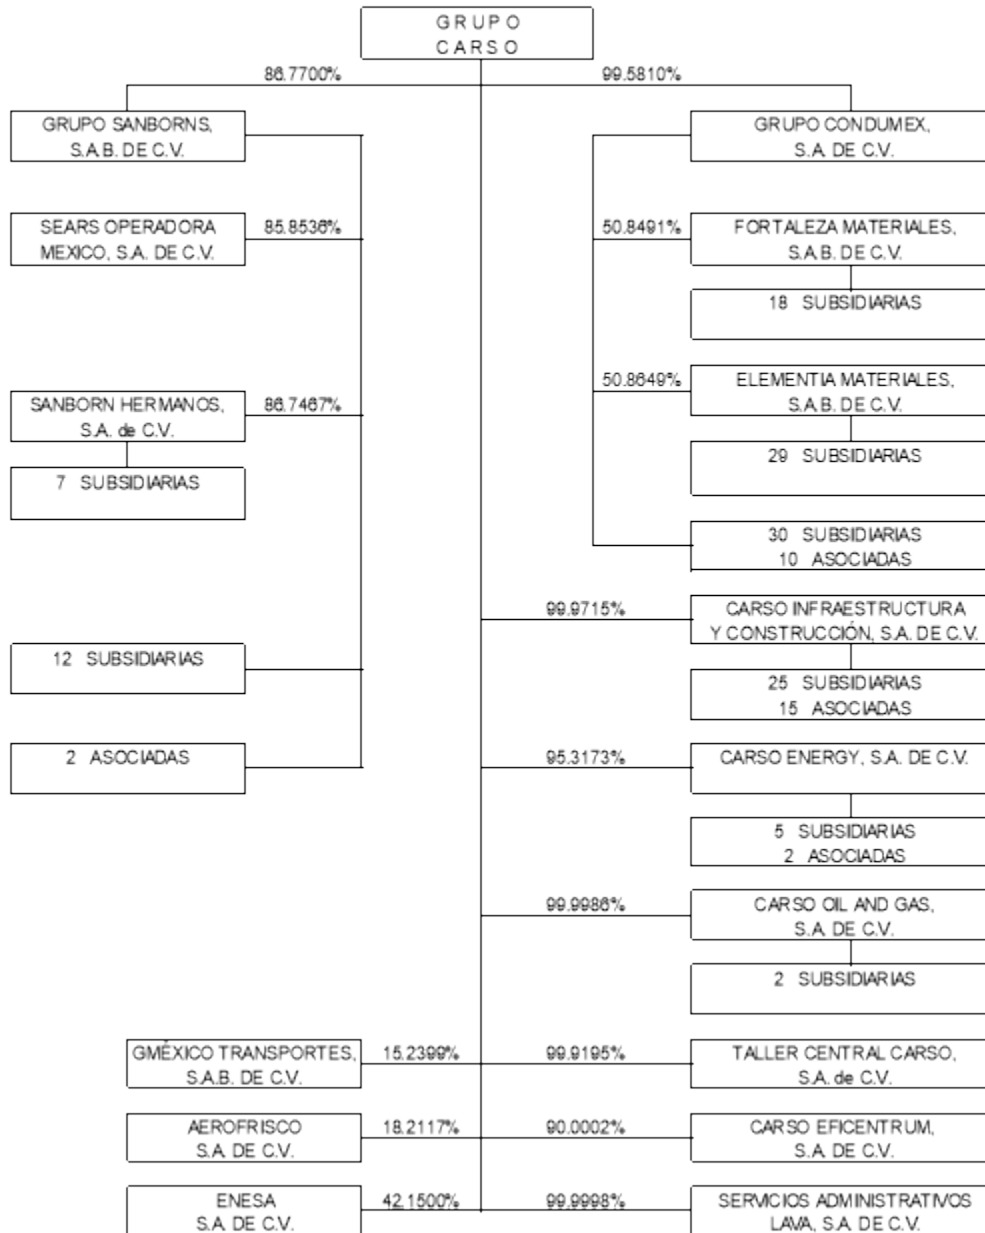 GRUPO
CARSO
86.7700%
99.5810%
GRUPO SANBORNS,
S.A.B. DE C.V.
GRUPO CONDUMEX,
S.A. DE C.V.
SEARS OPERADORA
MEXICO, S.A. DE C.V.
85.8536%
50.8491%
FORTALEZA MATERIALES,
S.A.B. DE C.V.
18 SUBSIDIARIAS
SANBORN HERMANOS,
S.A. de C.V.
86.7467%
7 SUBSIDIARIAS
50.8649%
ELEMENTIA MATERIALES,
S.A.B. DE C.V.
29 SUBSIDIARIAS
30 SUBSIDIARIAS
10 ASOCIADAS
99.9715%
CARSO INFRAESTRUCTURA
Y CONSTRUCCIÓN, S.A. DE C.V.
12 SUBSIDIARIAS
25 SUBSIDIARIAS
15 ASOCIADAS
2 ASOCIADAS
95.3173%
CARSO ENERGY, S.A. DE C.V.
5 SUBSIDIARIAS
2 ASOCIADAS
99.9986%
CARSO OIL AND GAS,
S.A. DE C.V.
2 SUBSIDIARIAS
GMÉXICO TRANSPORTES,
S.A.B. DE C.V.
15.2399%
99.9195%
TALLER CENTRAL CARSO,
S.A. de C.V.
AEROFRISCO
S.A. DE C.V.
18.2117%
90.0002%
CARSO EFICENTRUM,
S.A. DE C.V.
ENESA
S.A. DE C.V.
42.1500%
99.9998%
SERVICIOS ADMINISTRATIVOS
LAVA, S.A. DE C.V.